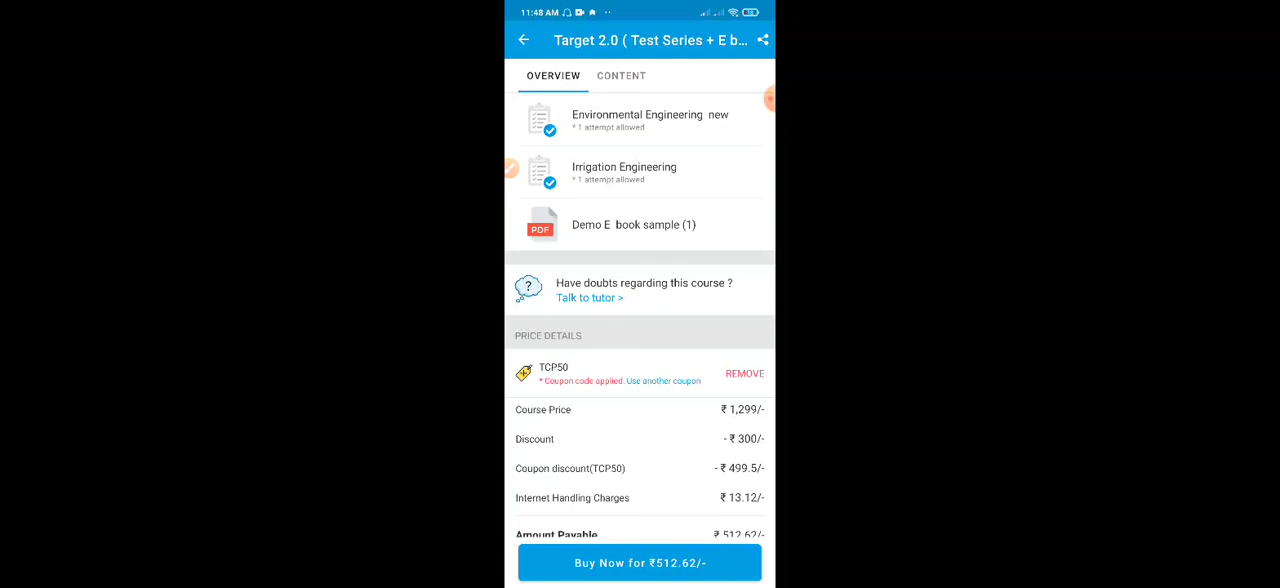 11:48 AM
Target 2.0 ( Test Series + E b...
OVERVIEW CONTENT
Environmental Engineering new
* 1 attempt allowed
Irrigation Engineering
* 1 attempt allowed
PDF
Demo E book sample (1)
?
Have doubts regarding this course ?
Talk to tutor >
PRICE DETAILS
TCP50
* Coupon code applied. Use another coupon
REMOVE
Course Price ₹ 1,299/-
Discount - ₹ 300/-
Coupon discount(TCP50) - ₹ 499.5/-
Internet Handling Charges ₹ 13.12/-
Amount Payable ₹ 512.62/-
Buy Now for ₹512.62/-